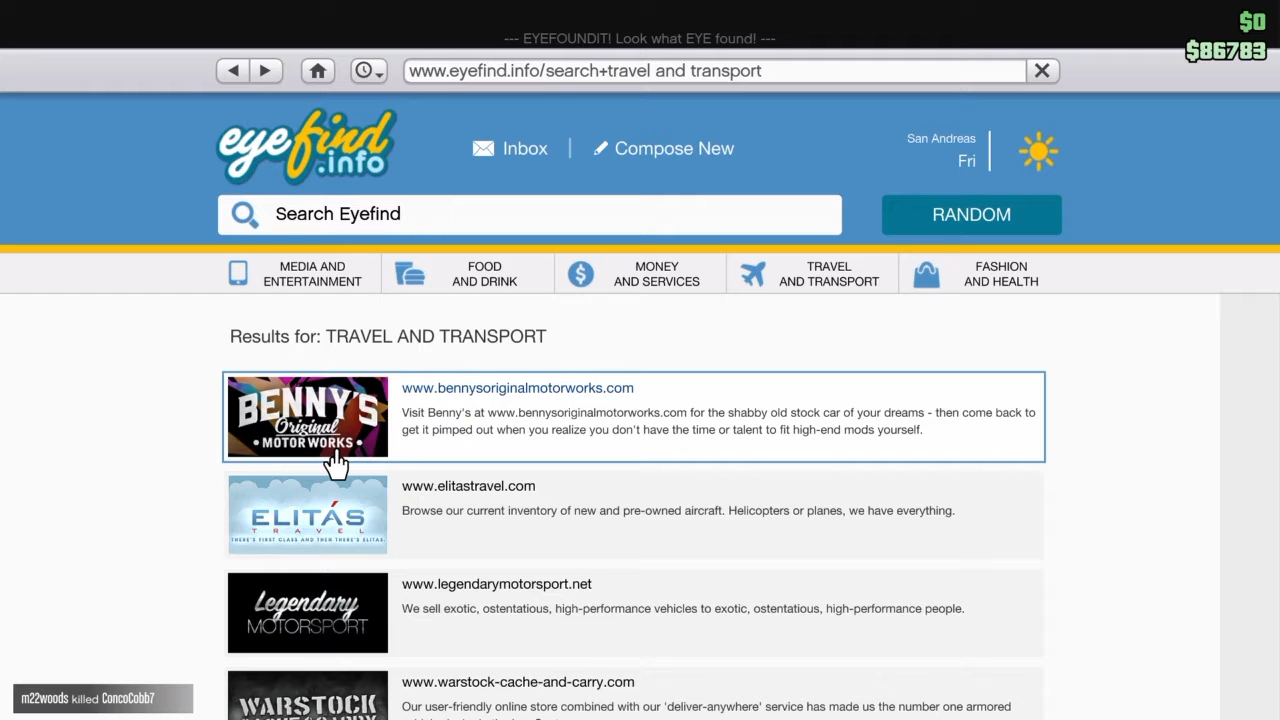 $0
--- EYEFOUNDIT! Look what EYE found! ---
$86783
www.eyefind.info/search+travel and transport
eyefind
.info
Inbox
Compose New
San Andreas
Fri
Search Eyefind
RANDOM
MEDIA AND
ENTERTAINMENT
FOOD
AND DRINK
MONEY
AND SERVICES
TRAVEL
AND TRANSPORT
FASHION
AND HEALTH
Results for: TRAVEL AND TRANSPORT
BENNY'S
Original
MOTOR WORKS
www.bennysoriginalmotorworks.com
Visit Benny's at www.bennysoriginalmotorworks.com for the shabby old stock car of your dreams - then come back to
get it pimped out when you realize you don't have the time or talent to fit high-end mods yourself.
ELITÁS
TRAVEL
THERE'S FIRST CLASS AND THEN THERE'S ELITAS.
www.elitastravel.com
Browse our current inventory of new and pre-owned aircraft. Helicopters or planes, we have everything.
Legendary
MOTORSPORT
www.legendarymotorsport.net
We sell exotic, ostentatious, high-performance vehicles to exotic, ostentatious, high-performance people.
WARSTOCK
www.warstock-cache-and-carry.com
Our user-friendly online store combined with our 'deliver-anywhere' service has made us the number one armored
m22woods killed ConcoCobb7